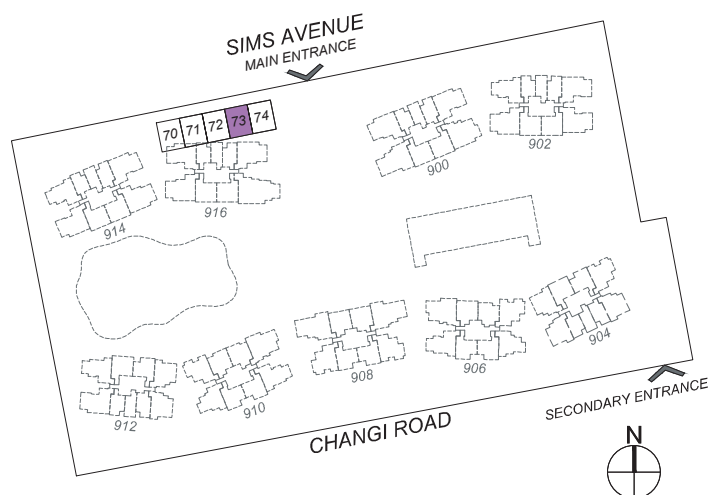 SIMS AVENUE
MAIN ENTRANCE
70 71 72 73 74
900
902
916
914
904
906
908
910
912
SECONDARY ENTRANCE
CHANGI ROAD
N